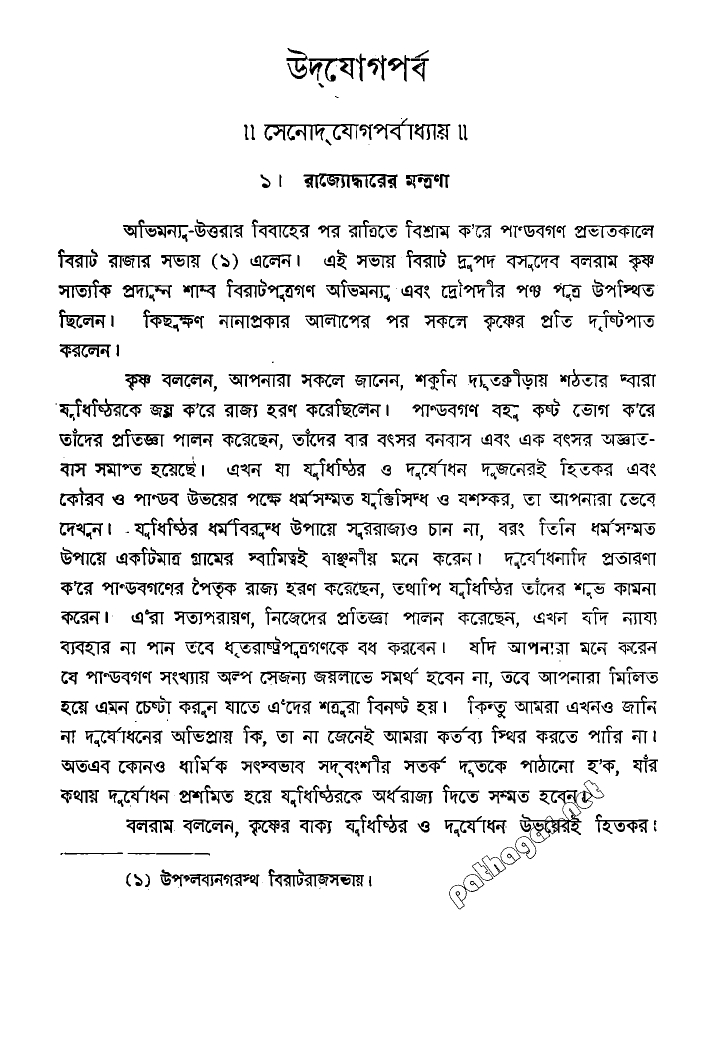 উদ্‌যোগপর্ব
॥ সেনোদ্‌যোগপর্বাধ্যায় ॥
১। রাজ্যোদ্ধারের মন্ত্রণা
অভিমন্যু-উত্তরার বিবাহের পর রাত্রিতে বিশ্রাম ক'রে পাণ্ডবগণ প্রভাতকালে
বিরাট রাজার সভায় (১) এলেন। এই সভায় বিরাট দ্রুপদ বসুদেব বলরাম কৃষ্ণ
সাত্যকি প্রদ্যুম্ন শাম্ব বিরাটপুত্রগণ অভিমন্যু এবং দ্রৌপদীর পঞ্চ পুত্র উপস্থিত
ছিলেন। কিছুক্ষণ নানাপ্রকার আলাপের পর সকলে কৃষ্ণের প্রতি দৃষ্টিপাত
করলেন।
কৃষ্ণ বললেন, আপনারা সকলে জানেন, শকুনি দ্যূতক্রীড়ায় শঠতার দ্বারা
যুধিষ্ঠিরকে জয় ক'রে রাজ্য হরণ করেছিলেন। পাণ্ডবগণ বহু কষ্ট ভোগ ক'রে
তাঁদের প্রতিজ্ঞা পালন করেছেন, তাঁদের বার বৎসর বনবাস এবং এক বৎসর অজ্ঞাত-
বাস সমাপ্ত হয়েছে। এখন যা যুধিষ্ঠির ও দুর্যোধন দুজনেরই হিতকর এবং
কৌরব ও পাণ্ডব উভয়ের পক্ষে ধর্মসম্মত যুক্তিসিদ্ধ ও যশস্কর, তা আপনারা ভেবে
দেখুন। যুধিষ্ঠির ধর্মবিরুদ্ধ উপায়ে সুররাজ্যও চান না, বরং তিনি ধর্মসম্মত
উপায়ে একটিমাত্র গ্রামের স্বামিত্বই বাঞ্ছনীয় মনে করেন। দুর্যোধনাদি প্রতারণা
ক'রে পাণ্ডবগণের পৈতৃক রাজ্য হরণ করেছেন, তথাপি যুধিষ্ঠির তাঁদের শুভ কামনা
করেন। এঁরা সত্যপরায়ণ, নিজেদের প্রতিজ্ঞা পালন করেছেন, এখন যদি ন্যায্য
ব্যবহার না পান তবে ধৃতরাষ্ট্রপুত্রগণকে বধ করবেন। যদি আপনারা মনে করেন
যে পাণ্ডবগণ সংখ্যায় অল্প সেজন্য জয়লাভে সমর্থ হবেন না, তবে আপনারা মিলিত
হয়ে এমন চেষ্টা করুন যাতে এঁদের শত্রুরা বিনষ্ট হয়। কিন্তু আমরা এখনও জানি
না দুর্যোধনের অভিপ্রায় কি, তা না জেনেই আমরা কর্তব্য স্থির করতে পারি না।
অতএব কোনও ধার্মিক সৎস্বভাব সদ্‌বংশীয় সতর্ক দূতকে পাঠানো হ'ক, যাঁর
কথায় দুর্যোধন প্রশমিত হয়ে যুধিষ্ঠিরকে অর্ধরাজ্য দিতে সম্মত হবেন।
বলরাম বললেন, কৃষ্ণের বাক্য যুধিষ্ঠির ও দুর্যোধন উভয়েরই হিতকর।
(১) উপপ্লব্যনগরস্থ বিরাটরাজসভায়।
pathagar.net